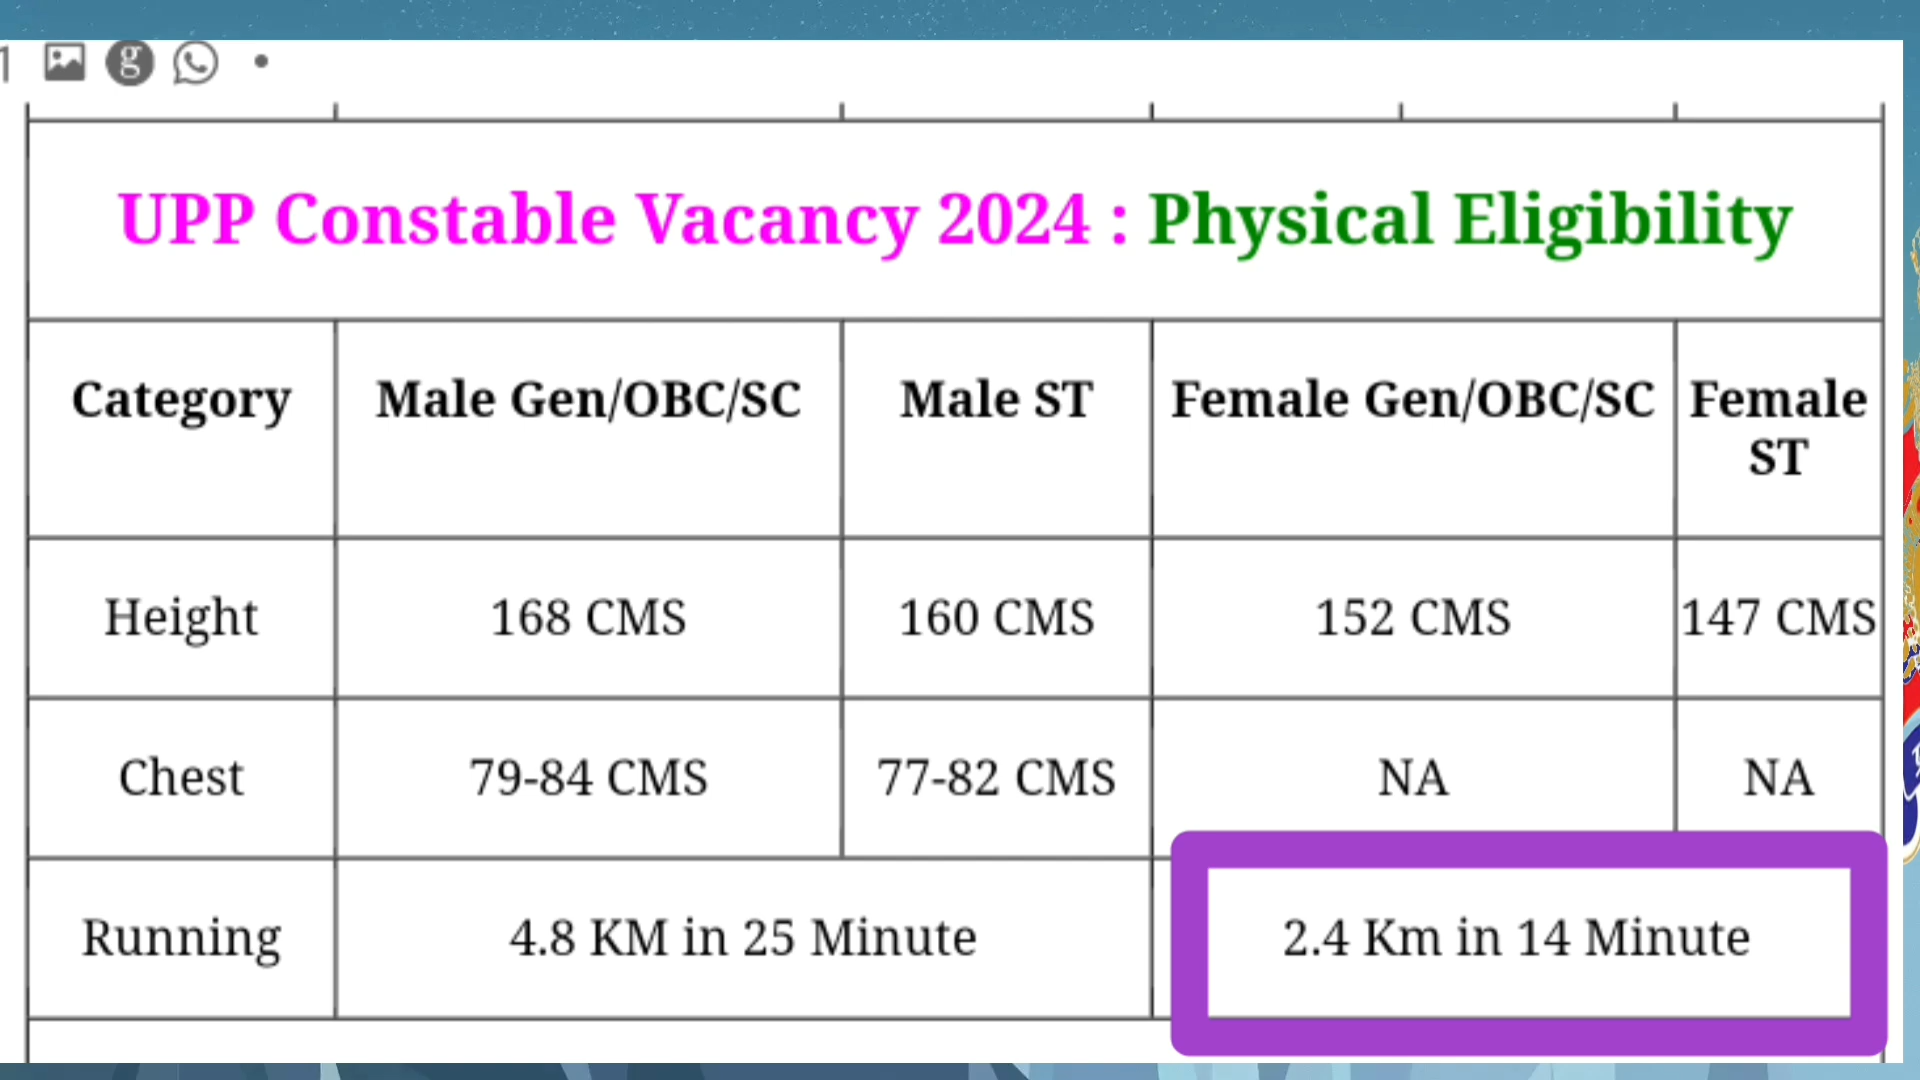 1 g
UPP Constable Vacancy 2024 : Physical Eligibility
Category Male Gen/OBC/SC Male ST Female Gen/OBC/SC Female
ST
Height 168 CMS 160 CMS 152 CMS 147 CMS
Chest 79-84 CMS 77-82 CMS NA NA
Running 4.8 KM in 25 Minute 2.4 Km in 14 Minute